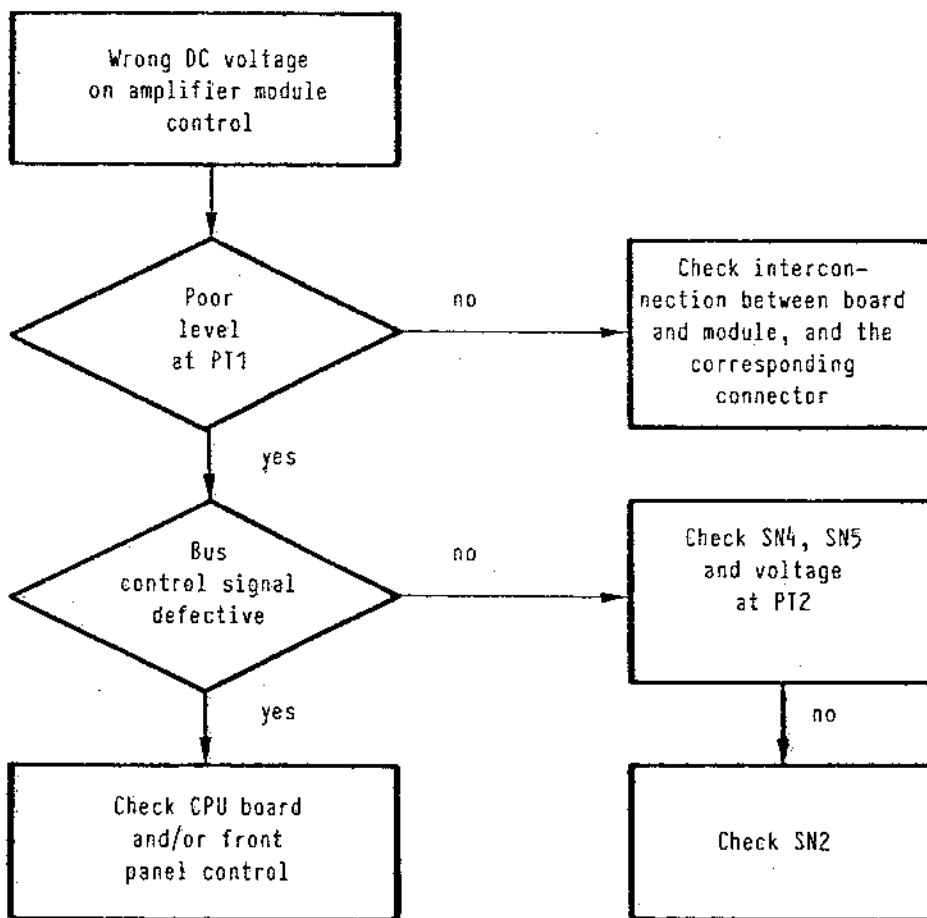 Wrong DC voltage
on amplifier module
control
Poor
level
at PT1
no
Check intercon-
nection between board
and module, and the
corresponding
connector
yes
Bus
control signal
defective
no
Check SN4, SN5
and voltage
at PT2
yes
no
Check CPU board
and/or front
panel control
Check SN2